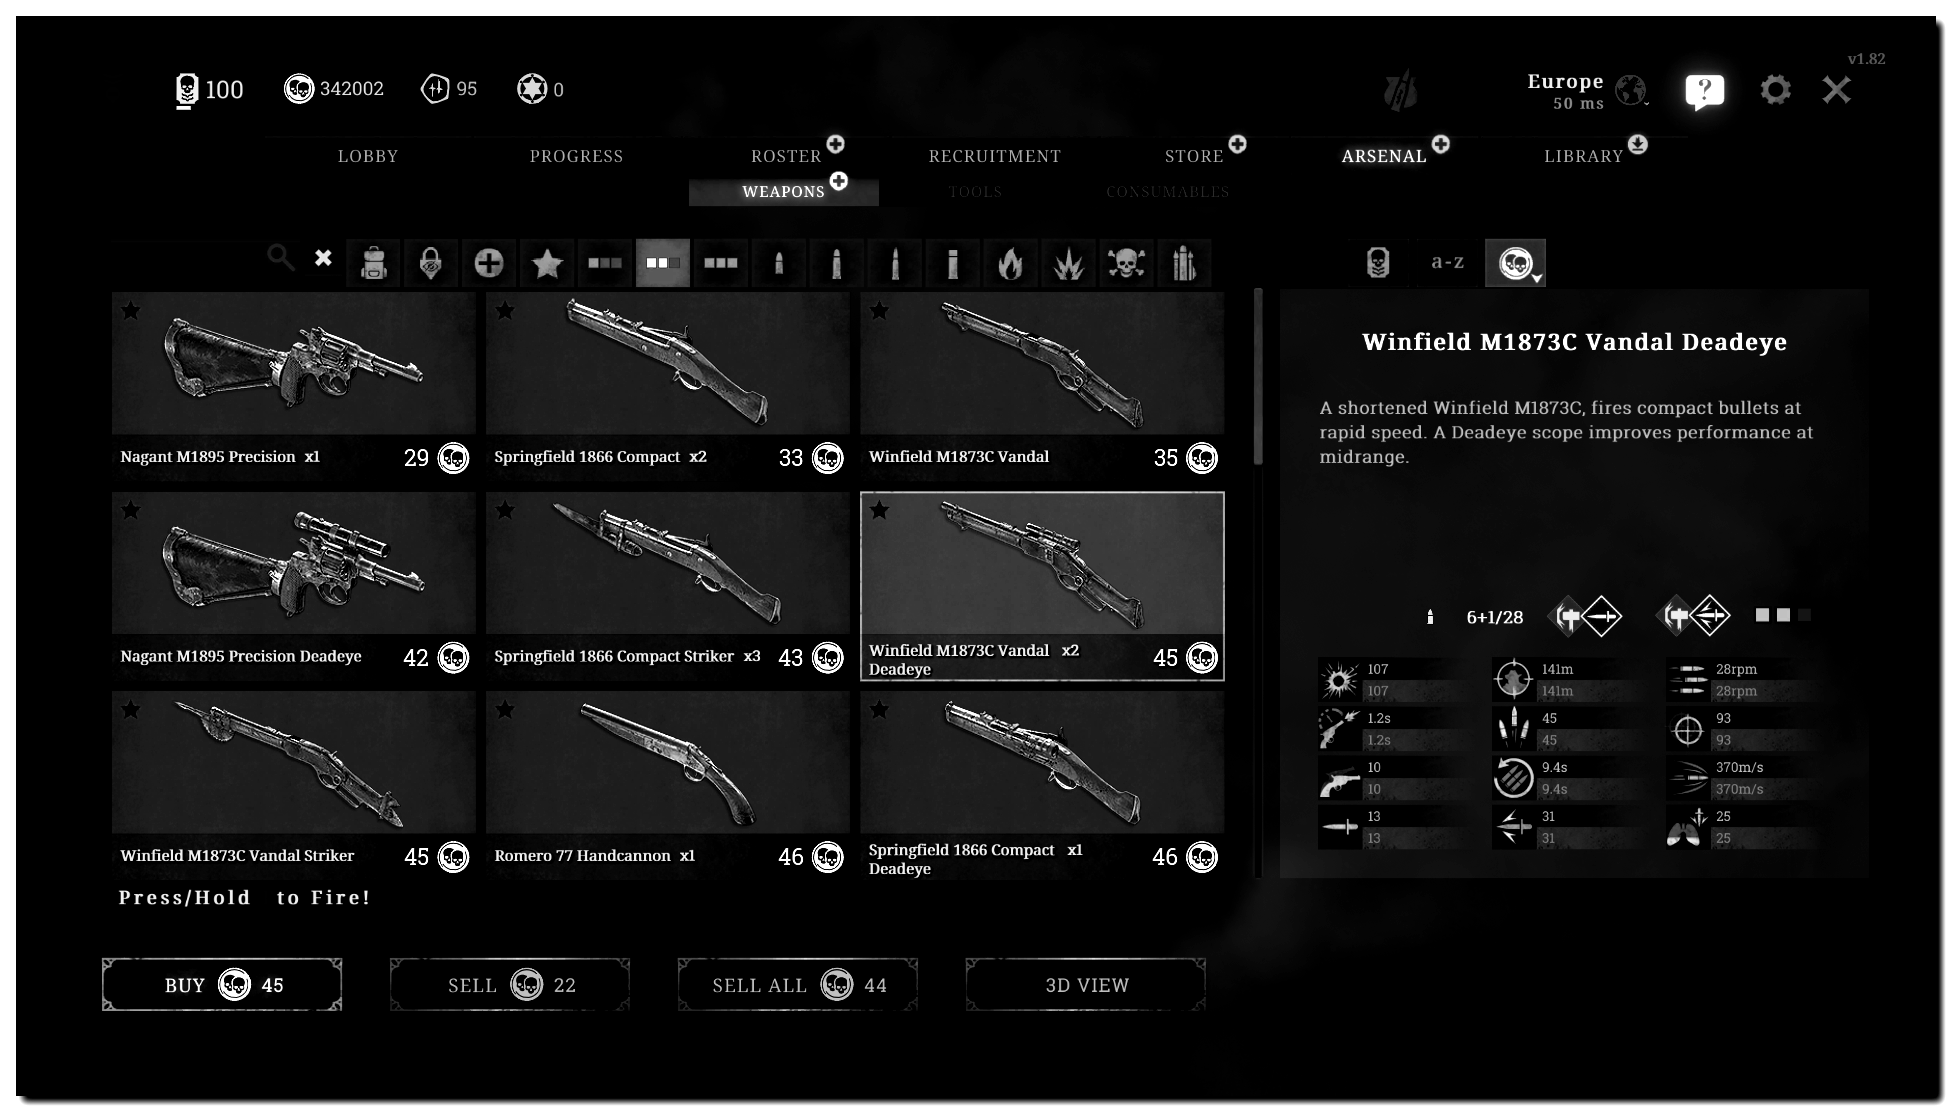 v1.82
100 342002 95 0
Europe
50 ms
?
LOBBY PROGRESS ROSTER RECRUITMENT STORE ARSENAL LIBRARY
WEAPONS TOOLS CONSUMABLES
a-z
Nagant M1895 Precision x1 29
Springfield 1866 Compact x2 33
Winfield M1873C Vandal 35
Nagant M1895 Precision Deadeye 42
Springfield 1866 Compact Striker x3 43
Winfield M1873C Vandal x2 45
Deadeye
Winfield M1873C Vandal Striker 45
Romero 77 Handcannon x1 46
Springfield 1866 Compact x1 46
Deadeye
Press/Hold to Fire!
BUY 45
SELL 22
SELL ALL 44
3D VIEW
Winfield M1873C Vandal Deadeye
A shortened Winfield M1873C, fires compact bullets at
rapid speed. A Deadeye scope improves performance at
midrange.
6+1/28
107 141m 28rpm
107 141m 28rpm
1.2s 45 93
1.2s 45 93
10 9.4s 370m/s
10 9.4s 370m/s
13 31 25
13 31 25